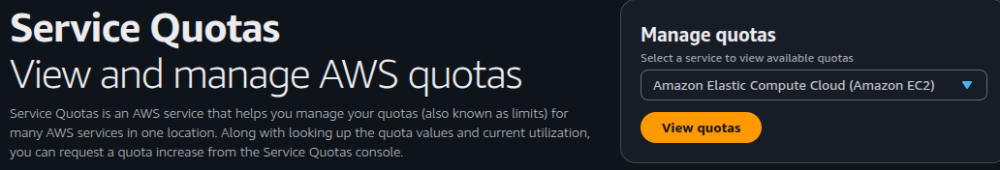 Service Quotas
View and manage AWS quotas
Service Quotas is an AWS service that helps you manage your quotas (also known as limits) for
many AWS services in one location. Along with looking up the quota values and current utilization,
you can request a quota increase from the Service Quotas console.
Manage quotas
Select a service to view available quotas
Amazon Elastic Compute Cloud (Amazon EC2)
View quotas